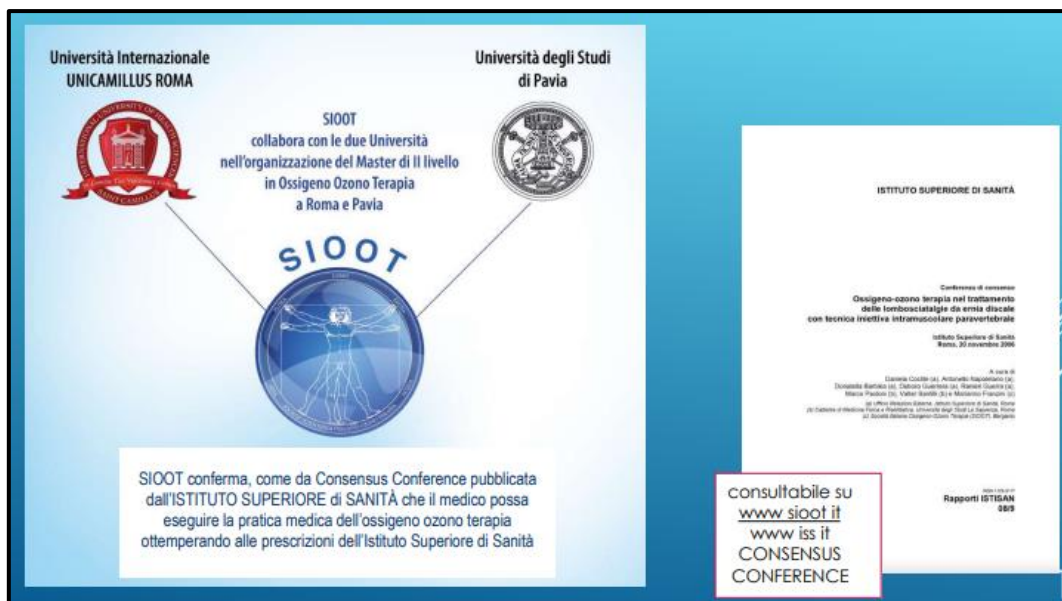 Università Internazionale
UNICAMILLUS ROMA
Università degli Studi
di Pavia
SIOOT
collabora con le due Università
nell'organizzazione del Master di II livello
in Ossigeno Ozono Terapia
a Roma e Pavia
SIOOT
SIOOT conferma, come da Consensus Conference pubblicata
dall'ISTITUTO SUPERIORE di SANITÀ che il medico possa
eseguire la pratica medica dell'ossigeno ozono terapia
ottemperando alle prescrizioni dell'Istituto Superiore di Sanità
ISTITUTO SUPERIORE DI SANITÀ
Conferenza di consenso
Ossigeno-ozono terapia nel trattamento
delle lombosciatalgie da ernia discale
con tecnica iniettiva intramuscolare paravertebrale
Istituto Superiore di Sanità
Roma, 20 novembre 2006
A cura di
Rapporti ISTISAN
08/9
consultabile su
www sioot it
www iss it
CONSENSUS
CONFERENCE